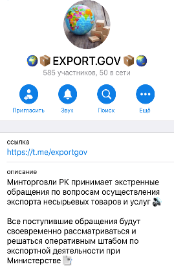 🌍📦EXPORT.GOV📦🌍
585 участников, 50 в сети
Пригласить Звук Поиск Ещё
ссылка
https://t.me/exportgov
описание
Минторговли РК принимает экстренные
обращения по вопросам осуществления
экспорта несырьевых товаров и услуг 🔊
Все поступившие обращения будут
своевременно рассматриваться и
решаться оперативным штабом по
экспортной деятельности при
Министерстве 📝